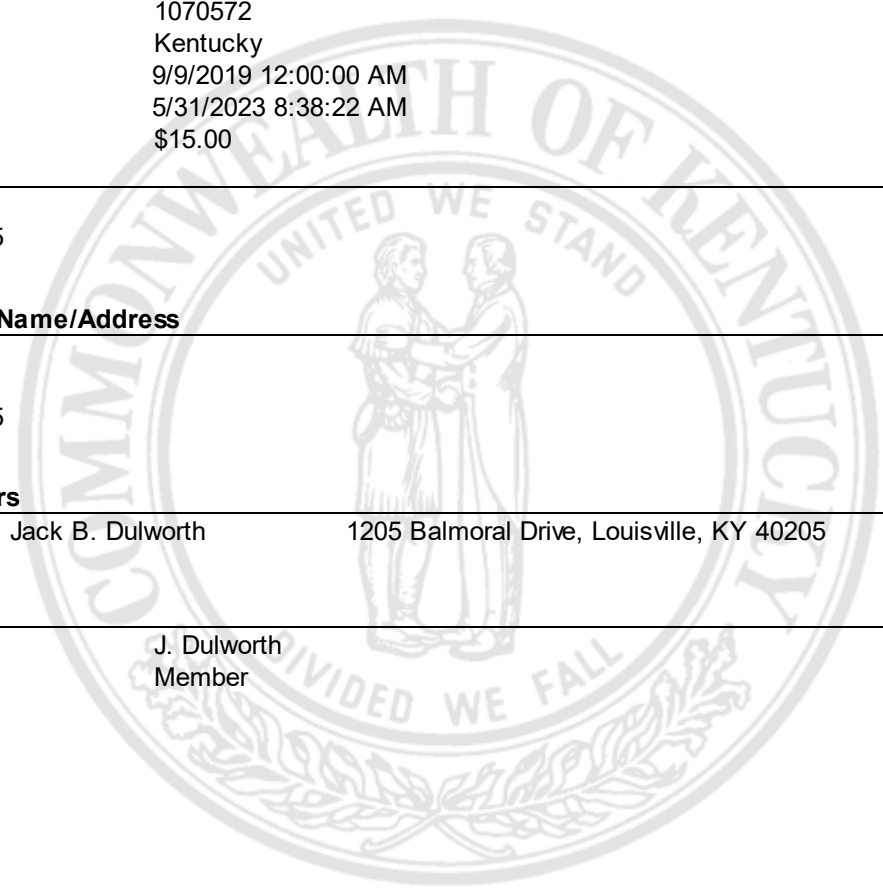 1070572
Kentucky
9/9/2019 12:00:00 AM
5/31/2023 8:38:22 AM
$15.00
5
Name/Address
5
rs
Jack B. Dulworth 1205 Balmoral Drive, Louisville, KY 40205
J. Dulworth
Member
COMMONWEALTH OF KENTUCKY
UNITED WE STAND
DIVIDED WE FALL